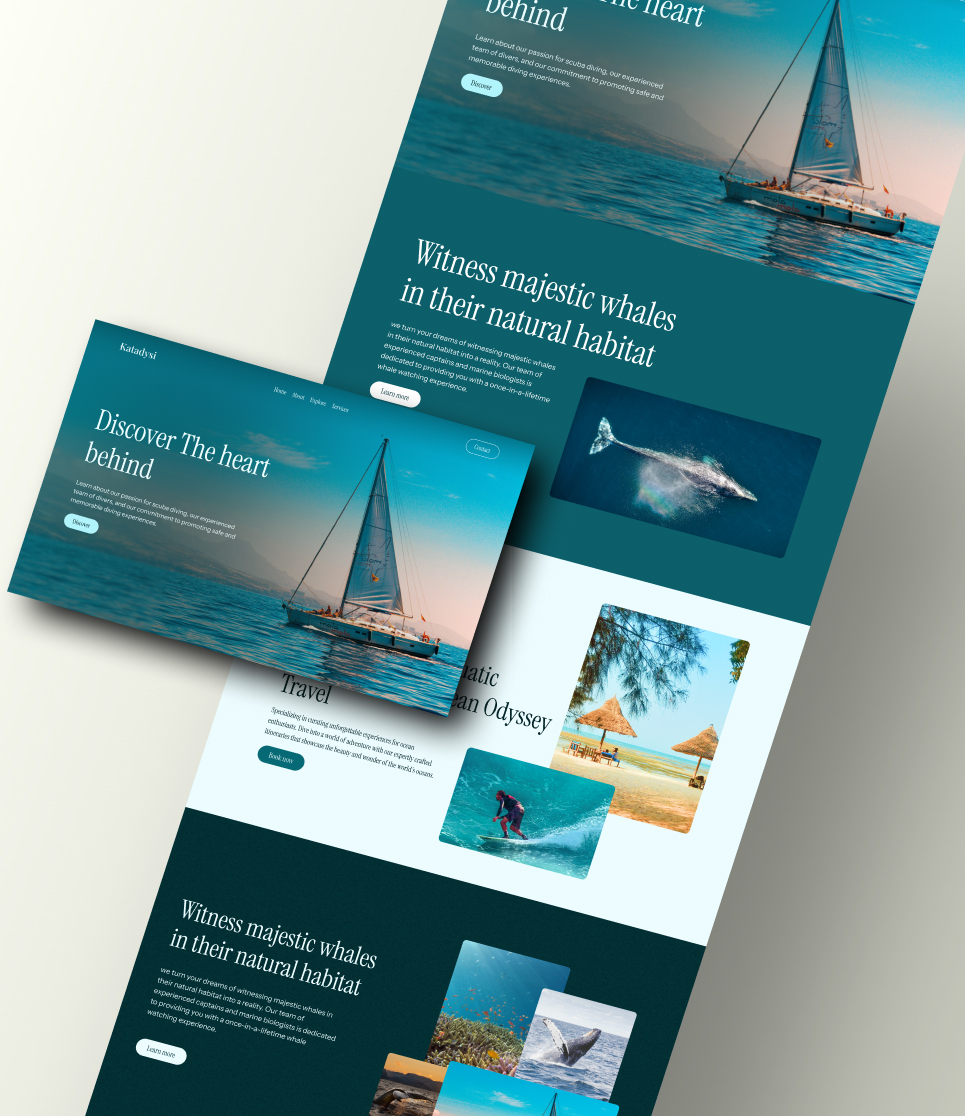 The heart
behind
Learn about our passion for scuba diving, our experienced
team of divers, and our commitment to promoting safe and
memorable diving experiences.
Discover
Witness majestic whales
in their natural habitat
we turn your dreams of witnessing majestic whales
in their natural habitat into a reality. Our team of
experienced captains and marine biologists is
dedicated to providing you with a once-in-a-lifetime
whale watching experience.
Learn more
Katadysi
Home About Explore Services
Contact
Discover The heart
behind
Learn about our passion for scuba diving, our experienced
team of divers, and our commitment to promoting safe and
memorable diving experiences.
Discover
Odyssey
Travel
Specializing in curating unforgettable experiences for ocean
enthusiasts. Dive into a world of adventure with our expertly crafted
itineraries that showcase the beauty and wonder of the world's oceans.
Book now
Witness majestic whales
in their natural habitat
we turn your dreams of witnessing majestic whales in
their natural habitat into a reality. Our team of
experienced captains and marine biologists is dedicated
to providing you with a once-in-a-lifetime whale
watching experience.
Learn more